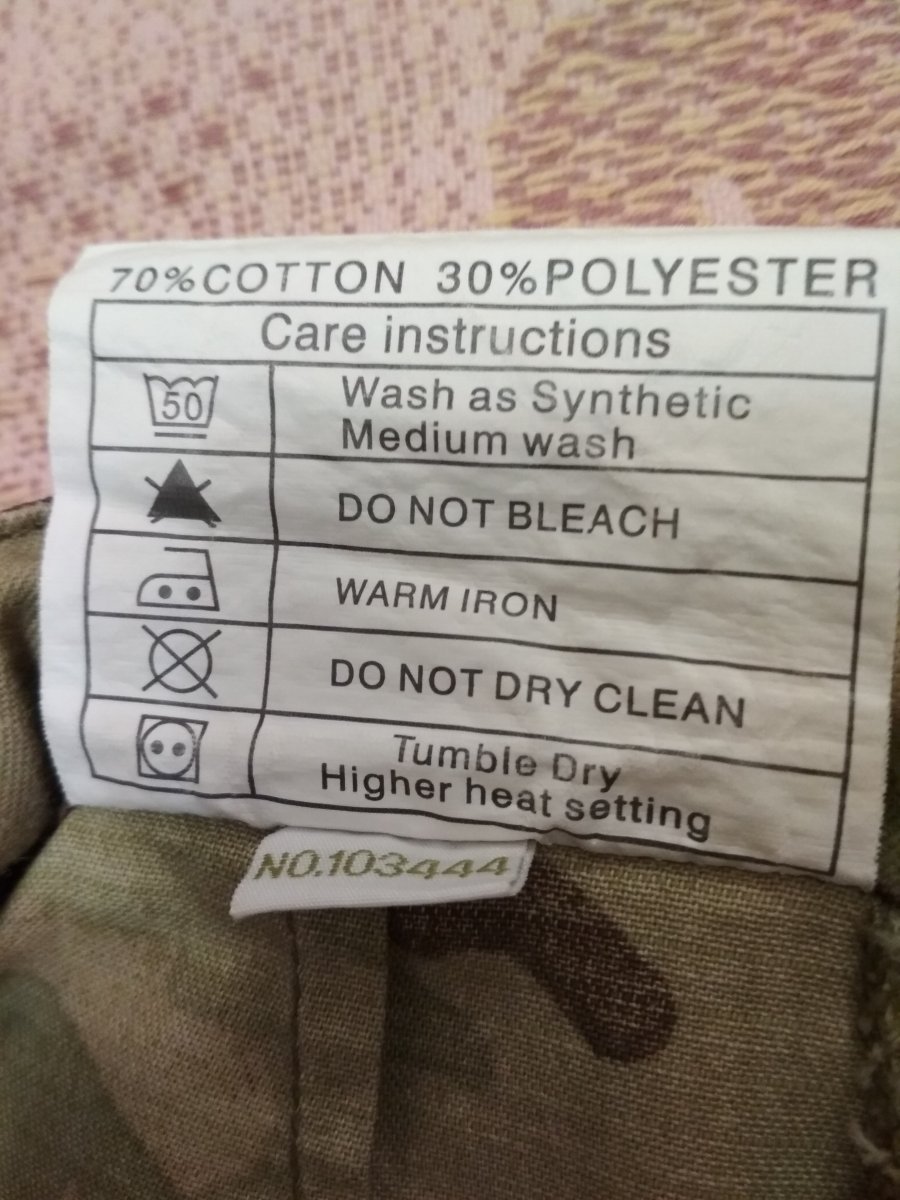 70%COTTON 30%POLYESTER
Care instructions
50
Wash as Synthetic
Medium wash
DO NOT BLEACH
WARM IRON
DO NOT DRY CLEAN
Tumble Dry
Higher heat setting
NO.103444